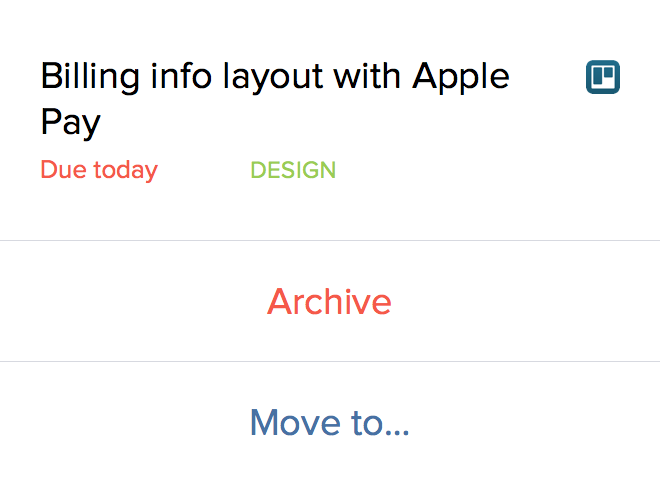 Billing info layout with Apple
Pay
Due today
DESIGN
Archive
Move to...